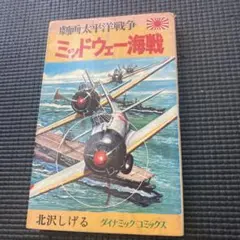 劇画太平洋戦争
ミッドウェー海戦
北沢しげる
ダイナミックコミックス